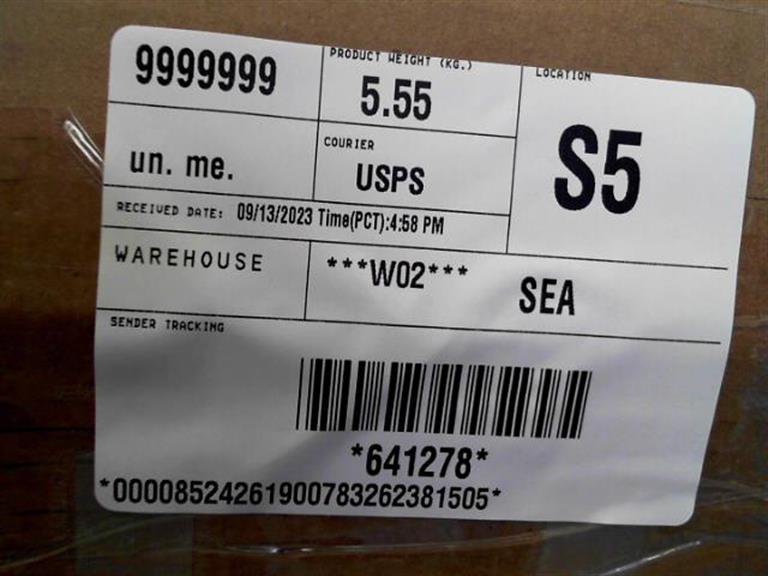 9999999
PRODUCT WEIGHT (KG.)
5.55
LOCATION
S5
un. me.
COURIER
USPS
RECEIVED DATE: 09/13/2023 Time(PCT):4:58 PM
WAREHOUSE
***W02***
SEA
SENDER TRACKING
*641278*
*00008524261900783262381505*